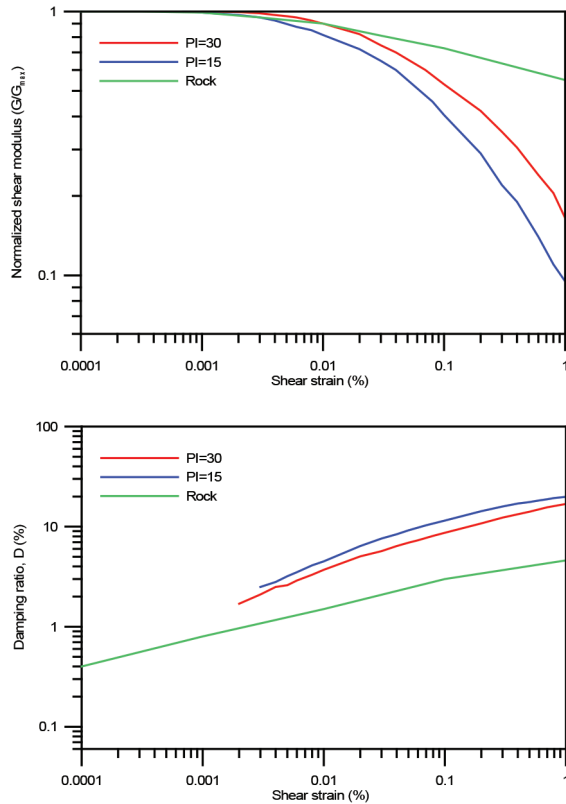 1
PI=30
PI=15
Rock
Normalized shear modulus (G/Gmax)
0.1
0.0001 0.001 0.01 0.1 1
Shear strain (%)
100
PI=30
PI=15
Rock
10
Damping ratio, D (%)
1
0.1
0.0001 0.001 0.01 0.1 1
Shear strain (%)